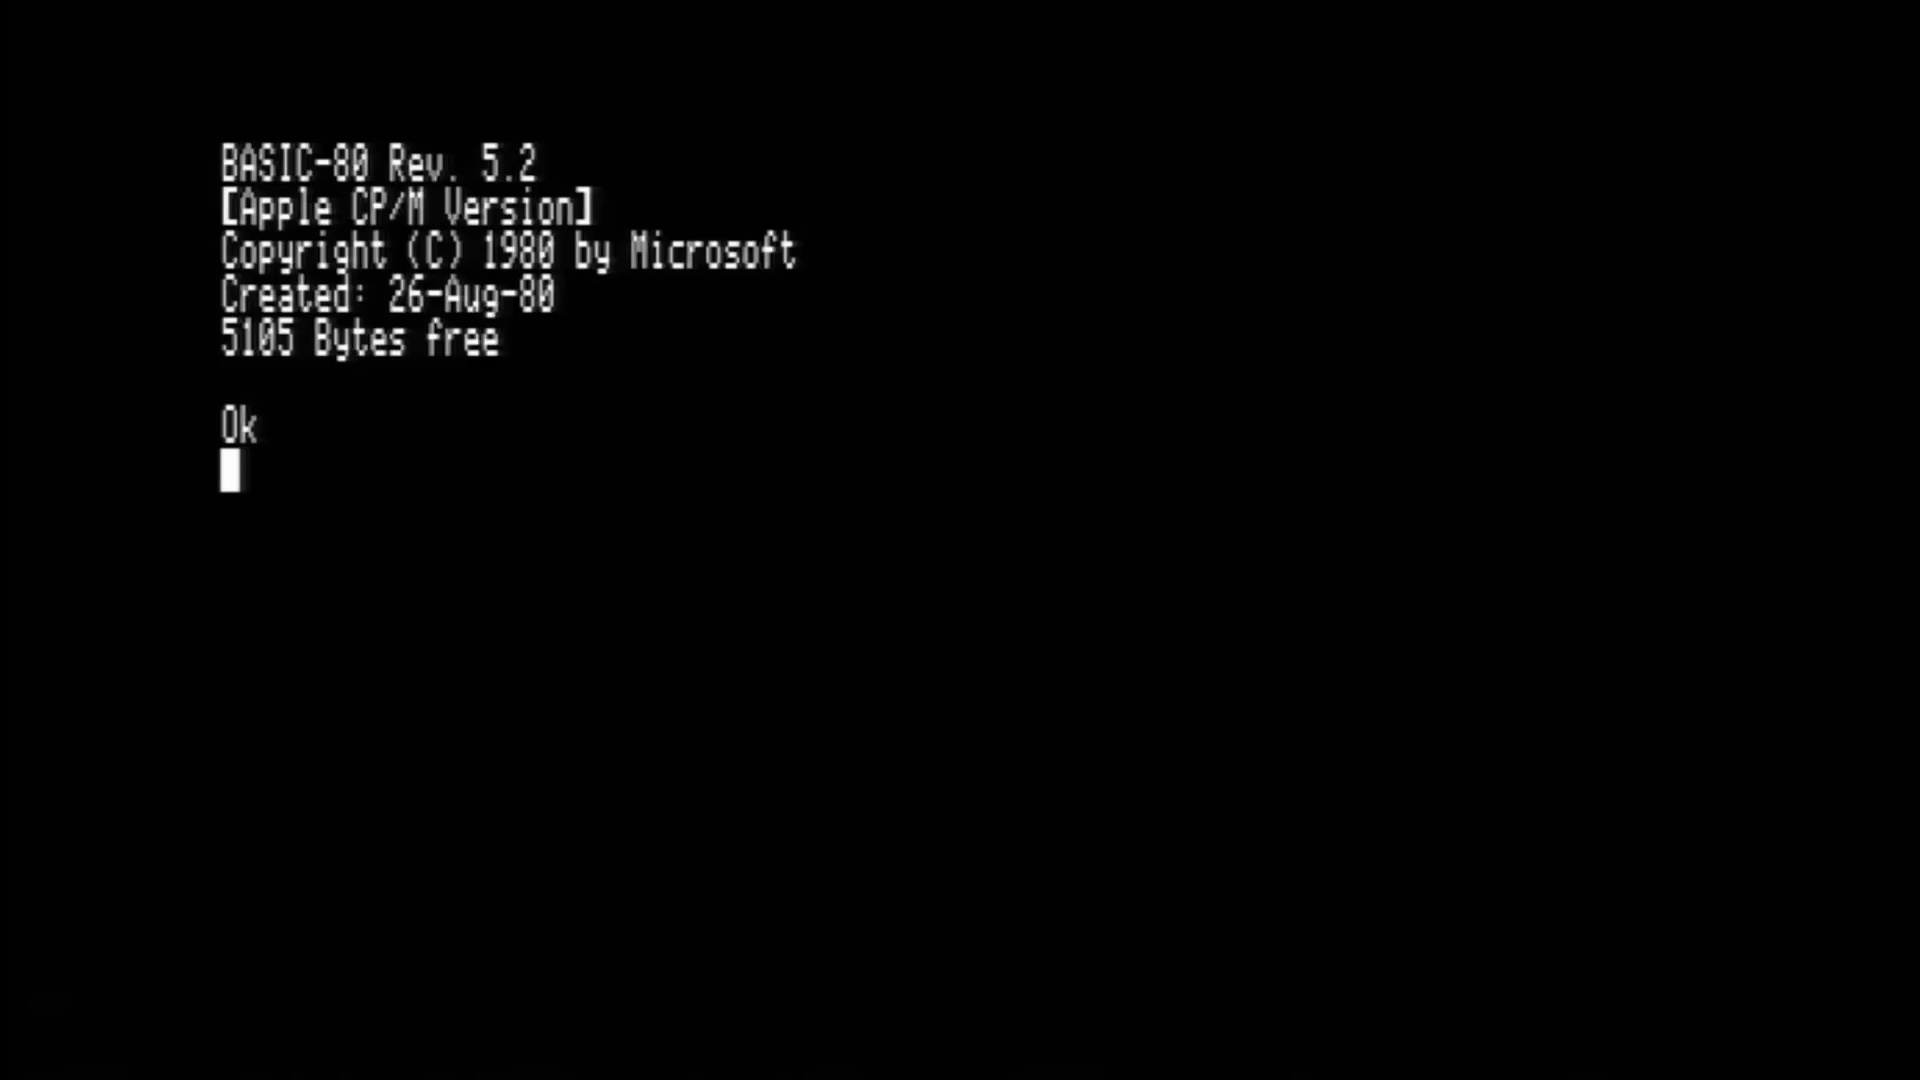 BASIC-80 Rev. 5.2
[Apple CP/M Version]
Copyright (C) 1980 by Microsoft
Created: 26-Aug-80
5105 Bytes free
Ok